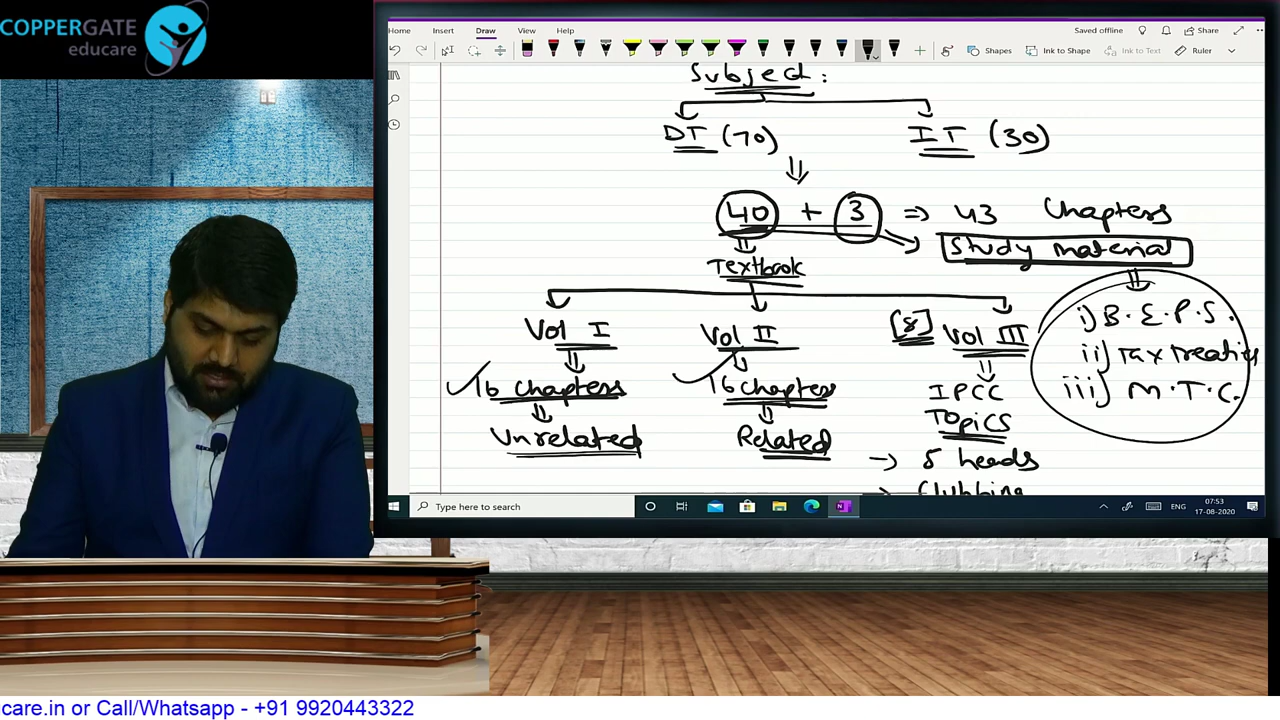 COPPERGATE
educare
Home Insert Draw View Help
Saved offline
Share
Shapes
Ink to Shape
Ink to Text
Ruler
Subject :
DT (70)
IT (30)
40 + 3 ⇒ 43 Chapters
Study material
Textbook
Vol I
Vol II
[8] Vol III
16 chapters
16 chapters
IPCC
Topics
Unrelated
Related
→ 5 heads
→ Clubbing
i) B.E.P.S.
ii) Tax treaties
iii) M.T.C.
Type here to search
ENG
07:53
17-08-2020
care.in or Call/Whatsapp - +91 9920443322